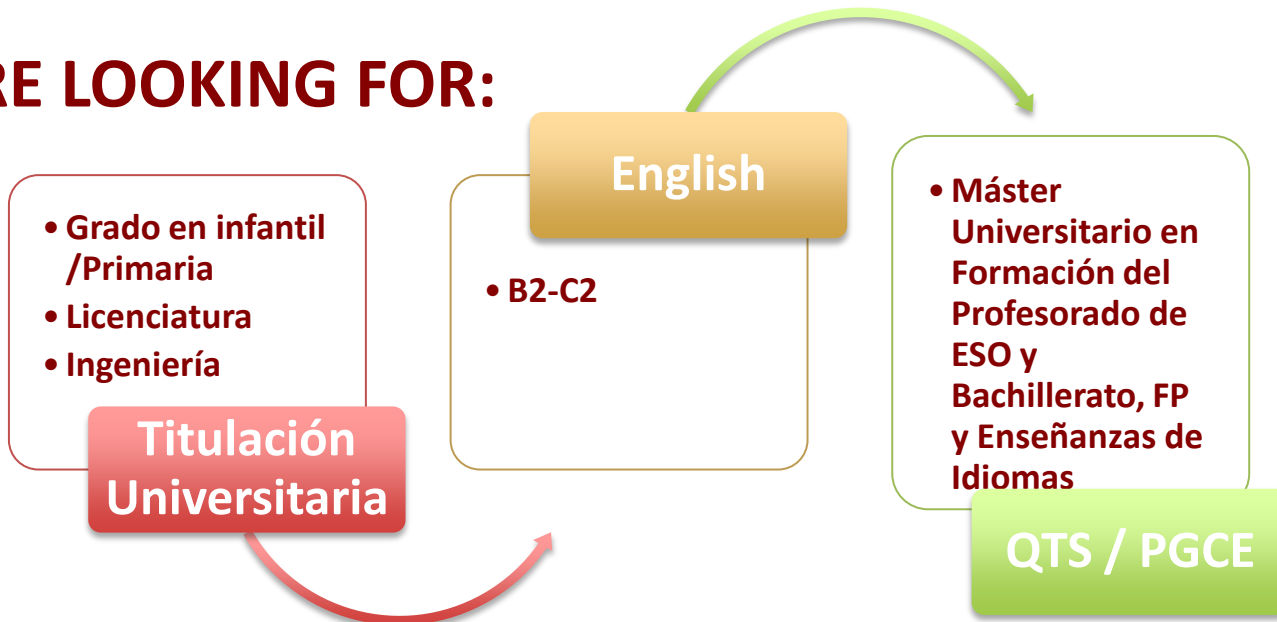 RE LOOKING FOR:
• Grado en infantil
/Primaria
• Licenciatura
• Ingeniería
Titulación
Universitaria
English
• B2-C2
• Máster
Universitario en
Formación del
Profesorado de
ESO y
Bachillerato, FP
y Enseñanzas de
Idiomas
QTS / PGCE